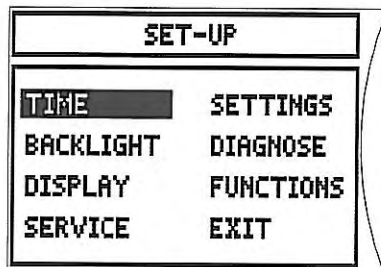 SET-UP
TIME SETTINGS
BACKLIGHT DIAGNOSE
DISPLAY FUNCTIONS
SERVICE EXIT